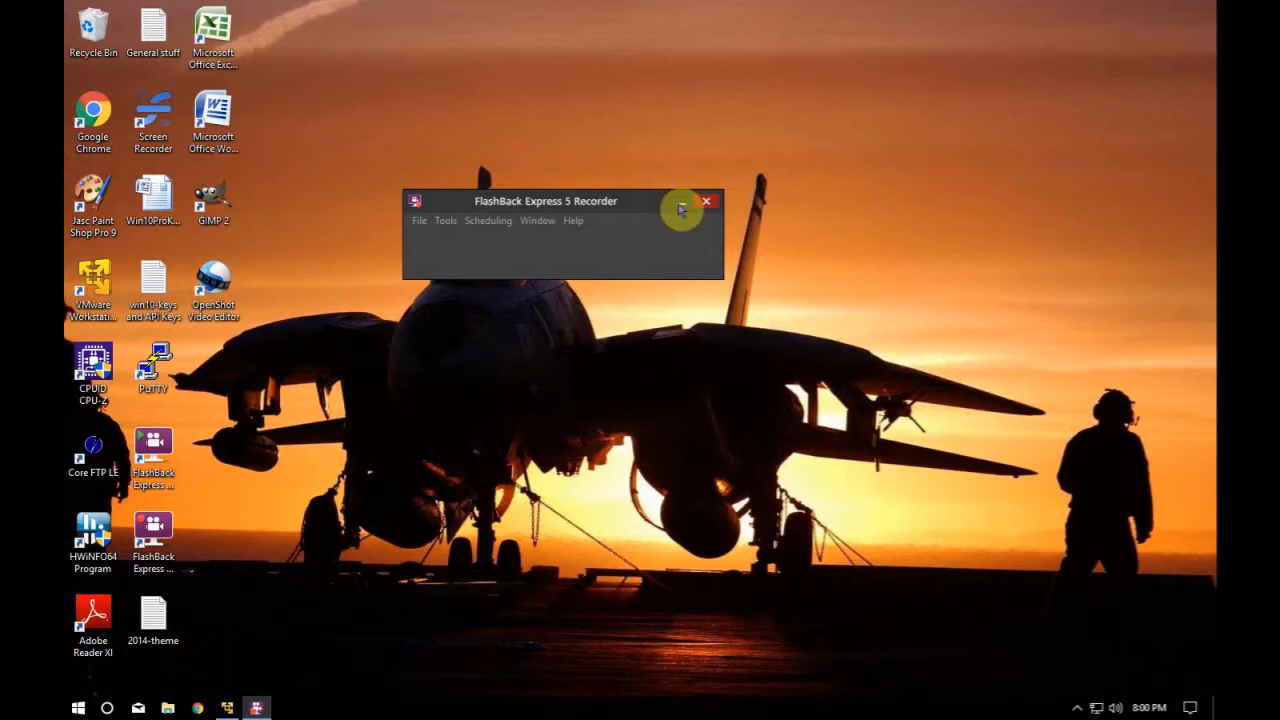 Recycle Bin
General stuff
Microsoft
Office Exc...
Google
Chrome
Screen
Recorder
Microsoft
Office Wo...
Jasc Paint
Shop Pro 9
Win10ProK...
GIMP 2
VMware
Workstati...
win10-keys
and API Keys
OpenShot
Video Editor
CPUID
CPU-Z
PuTTY
Core FTP LE
FlashBack
Express ...
HWiNFO64
Program
FlashBack
Express ...
Adobe
Reader XI
2014-theme
FlashBack Express 5 Recorder
File Tools Scheduling Window Help
8:00 PM